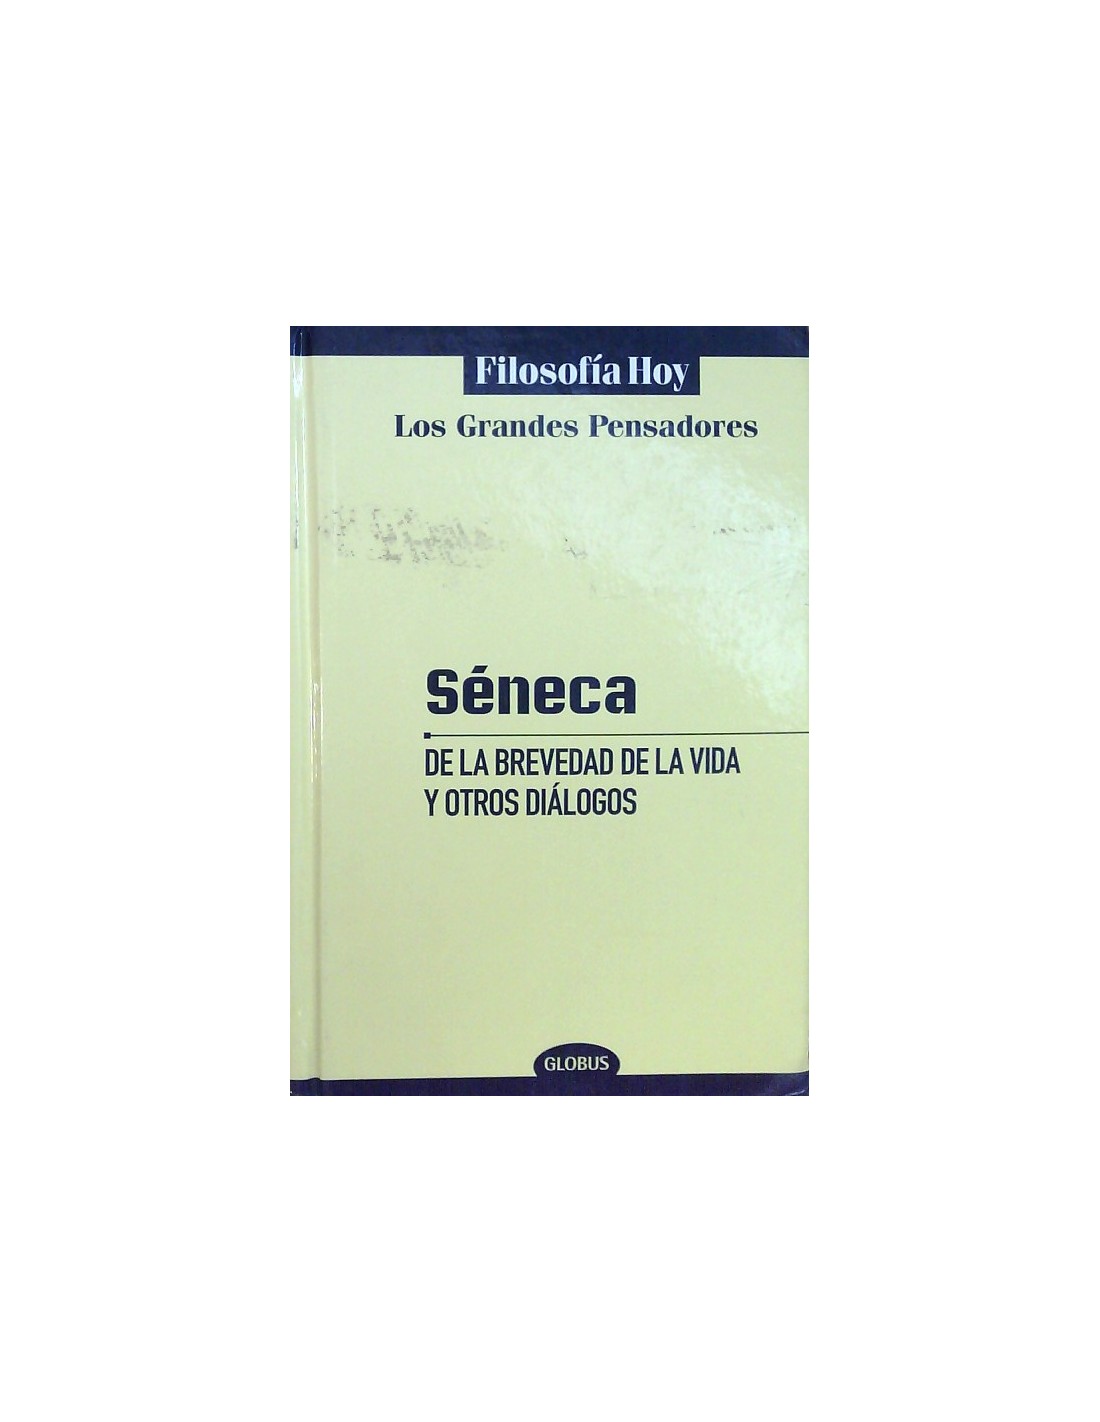 Filosofía Hoy
Los Grandes Pensadores
Séneca
DE LA BREVEDAD DE LA VIDA
Y OTROS DIÁLOGOS
GLOBUS